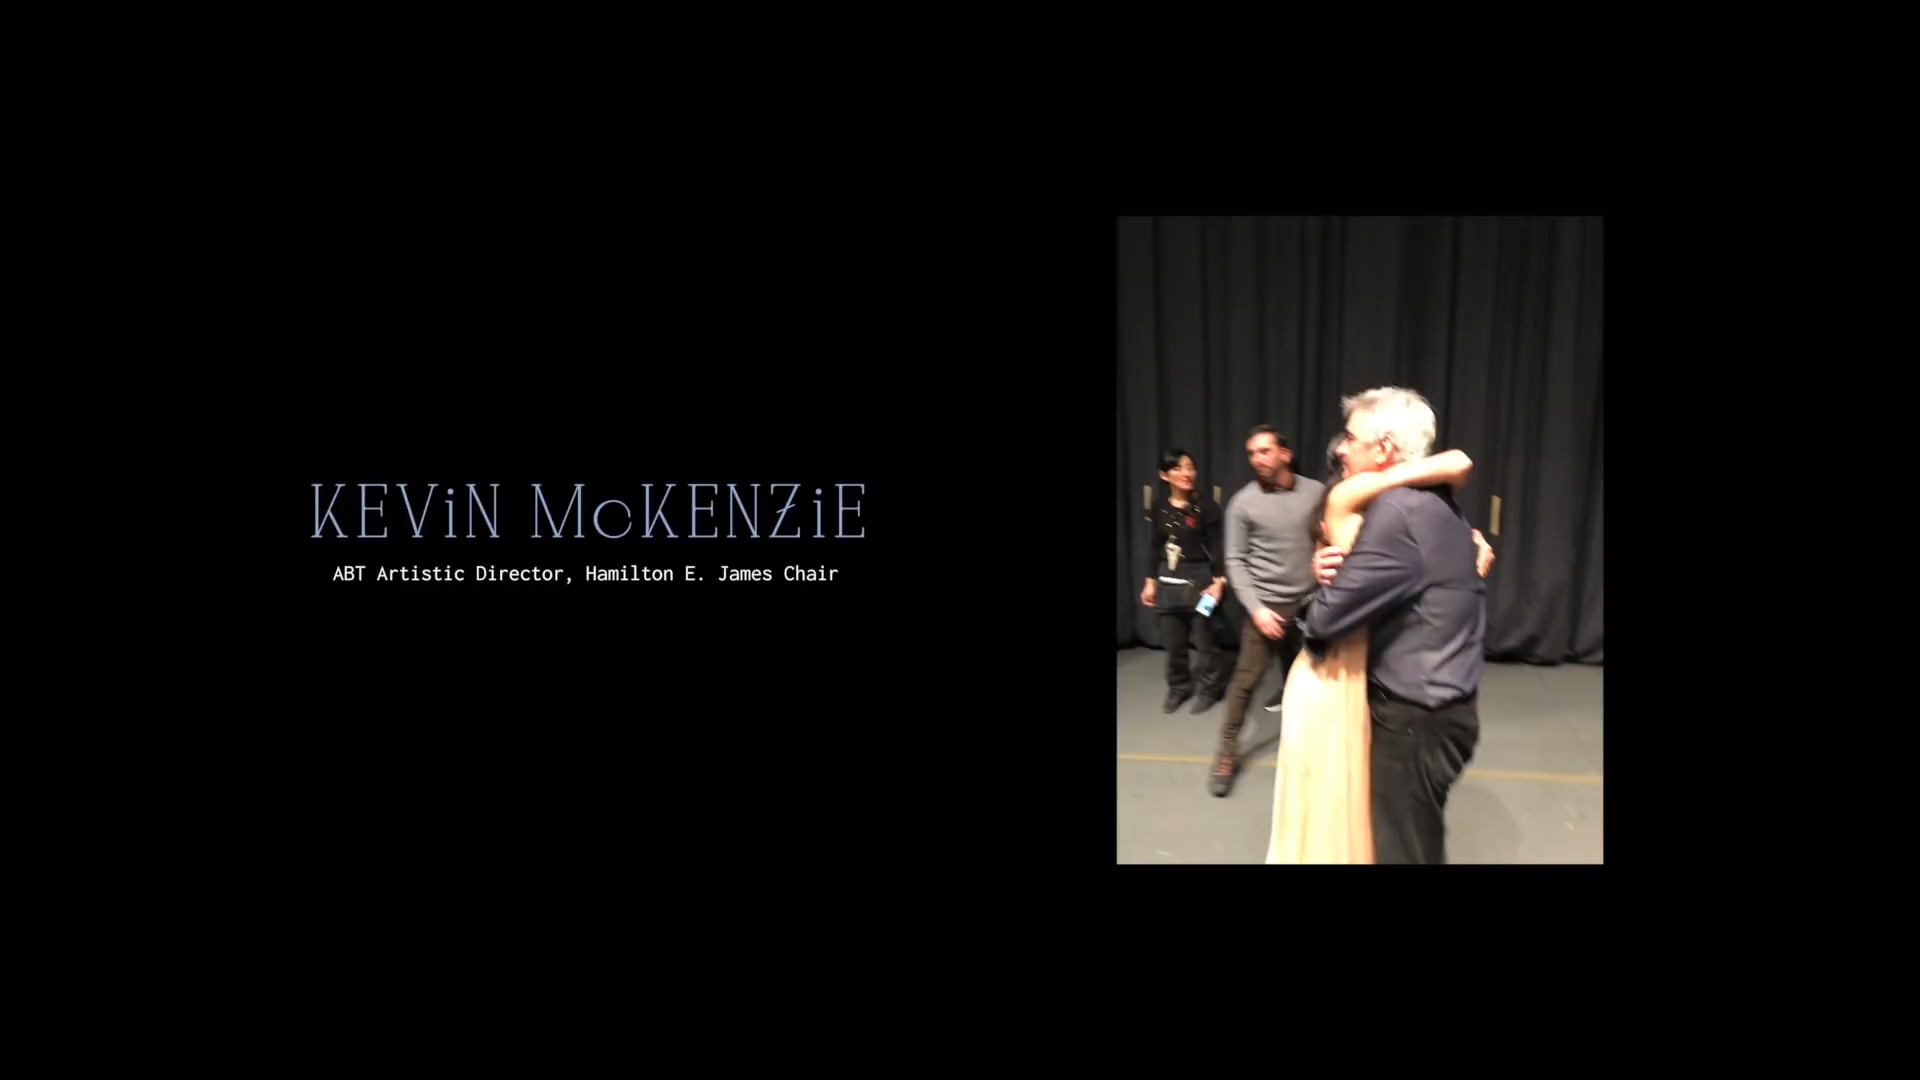 KEViN McKENZiE
ABT Artistic Director, Hamilton E. James Chair